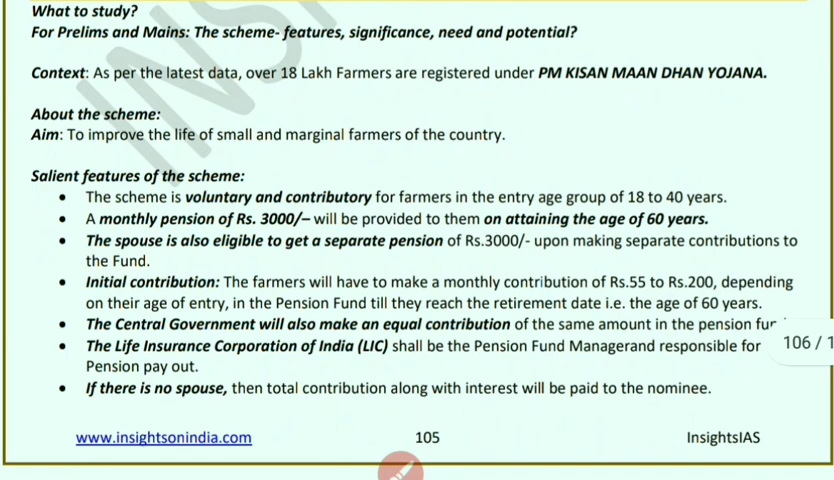 What to study?
For Prelims and Mains: The scheme- features, significance, need and potential?
Context: As per the latest data, over 18 Lakh Farmers are registered under PM KISAN MAAN DHAN YOJANA.
About the scheme:
Aim: To improve the life of small and marginal farmers of the country.
Salient features of the scheme:
• The scheme is voluntary and contributory for farmers in the entry age group of 18 to 40 years.
• A monthly pension of Rs. 3000/– will be provided to them on attaining the age of 60 years.
• The spouse is also eligible to get a separate pension of Rs.3000/- upon making separate contributions to
the Fund.
• Initial contribution: The farmers will have to make a monthly contribution of Rs.55 to Rs.200, depending
on their age of entry, in the Pension Fund till they reach the retirement date i.e. the age of 60 years.
• The Central Government will also make an equal contribution of the same amount in the pension
• The Life Insurance Corporation of India (LIC) shall be the Pension Fund Managerand responsible for
Pension pay out.
106 / 1
• If there is no spouse, then total contribution along with interest will be paid to the nominee.
www.insightsonindia.com 105 InsightsIAS